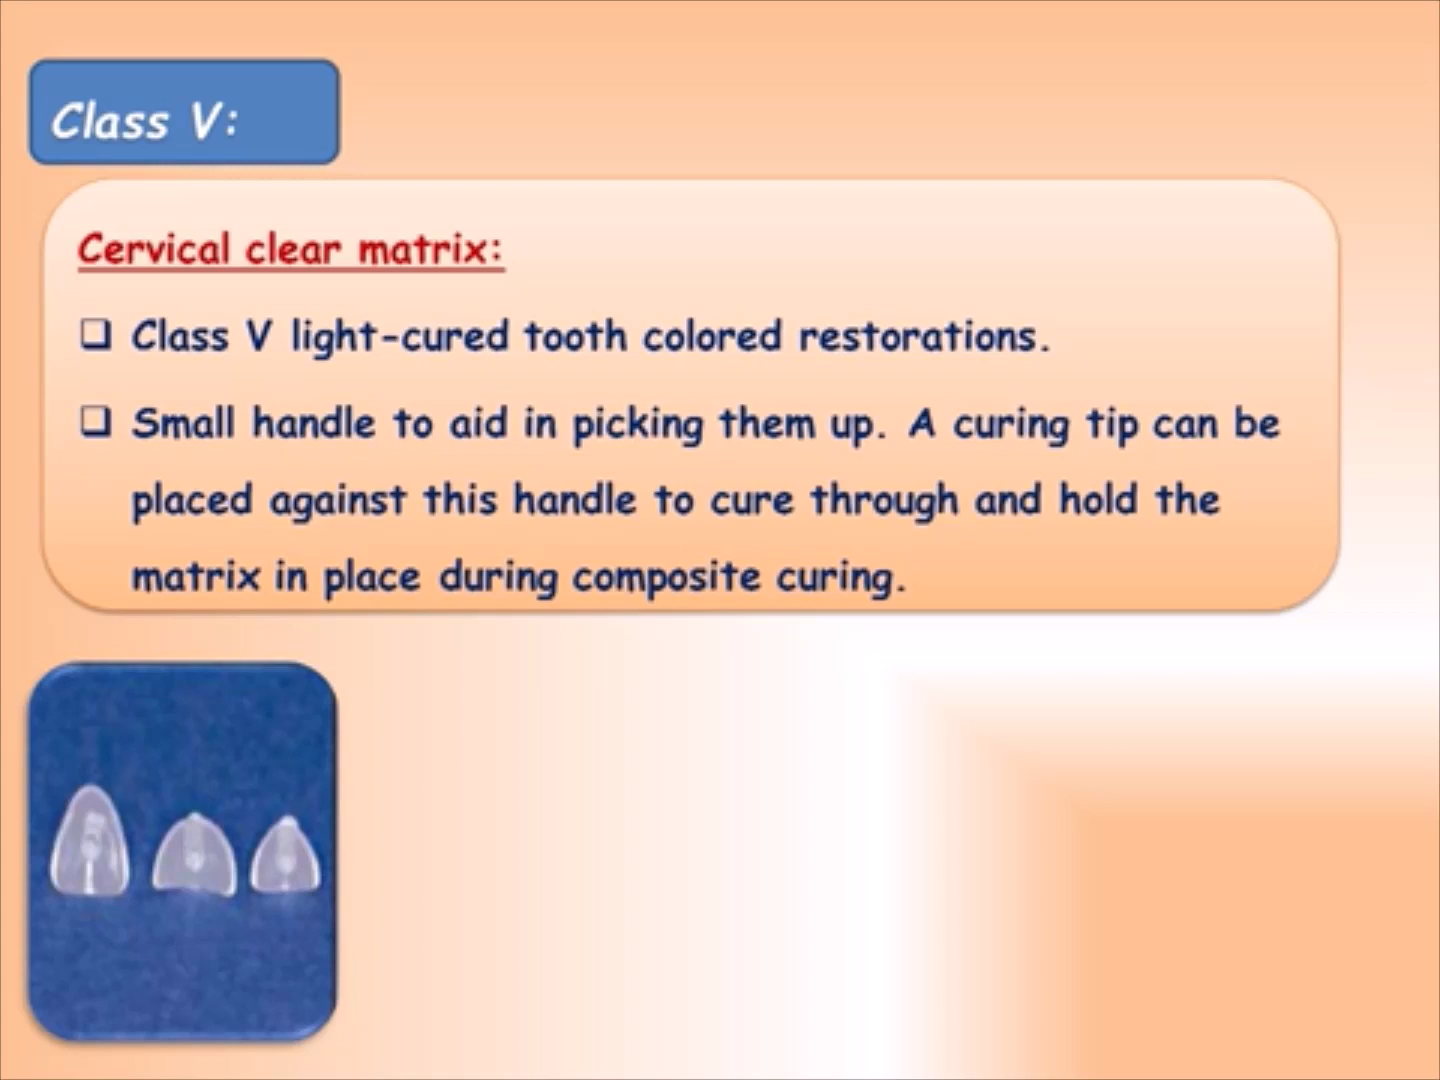 Class V:
Cervical clear matrix:
❑ Class V light-cured tooth colored restorations.
❑ Small handle to aid in picking them up. A curing tip can be
placed against this handle to cure through and hold the
matrix in place during composite curing.